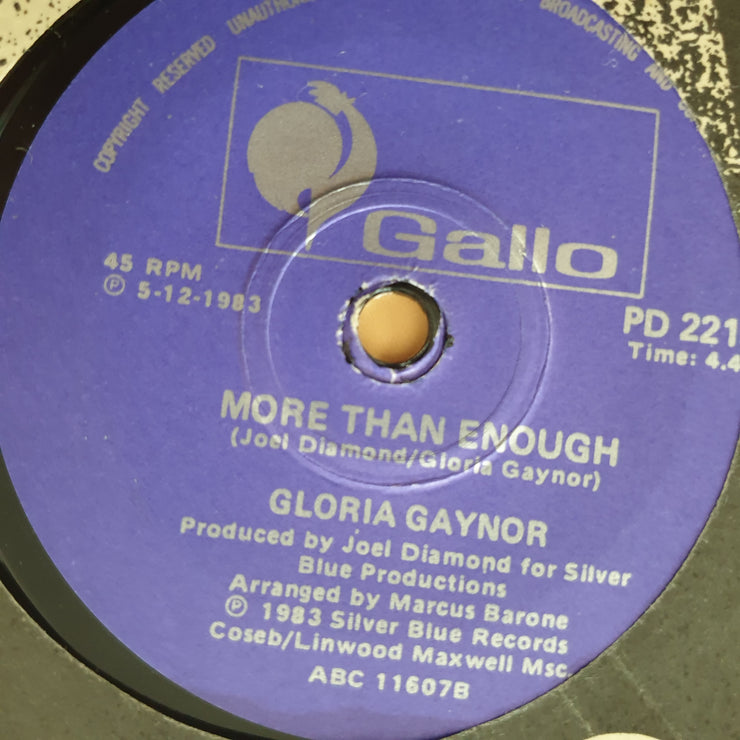 COPYRIGHT RESERVED
BROADCASTING AND
Gallo
45 RPM
℗ 5-12-1983
PD 221
Time: 4.4
MORE THAN ENOUGH
(Joel Diamond/Gloria Gaynor)
GLORIA GAYNOR
Produced by Joel Diamond for Silver
Blue Productions
Arranged by Marcus Barone
℗ 1983 Silver Blue Records
Coseb/Linwood Maxwell Msc.
ABC 11607B